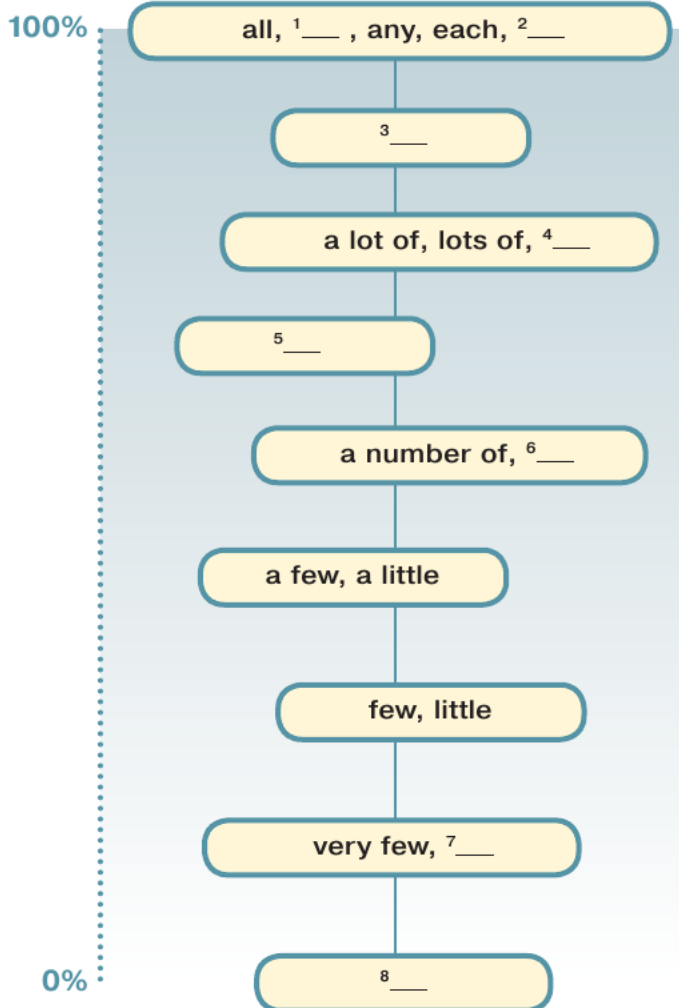 100%
all, ¹___ , any, each, ²___
³___
a lot of, lots of, ⁴___
⁵___
a number of, ⁶___
a few, a little
few, little
very few, ⁷___
0%
⁸___